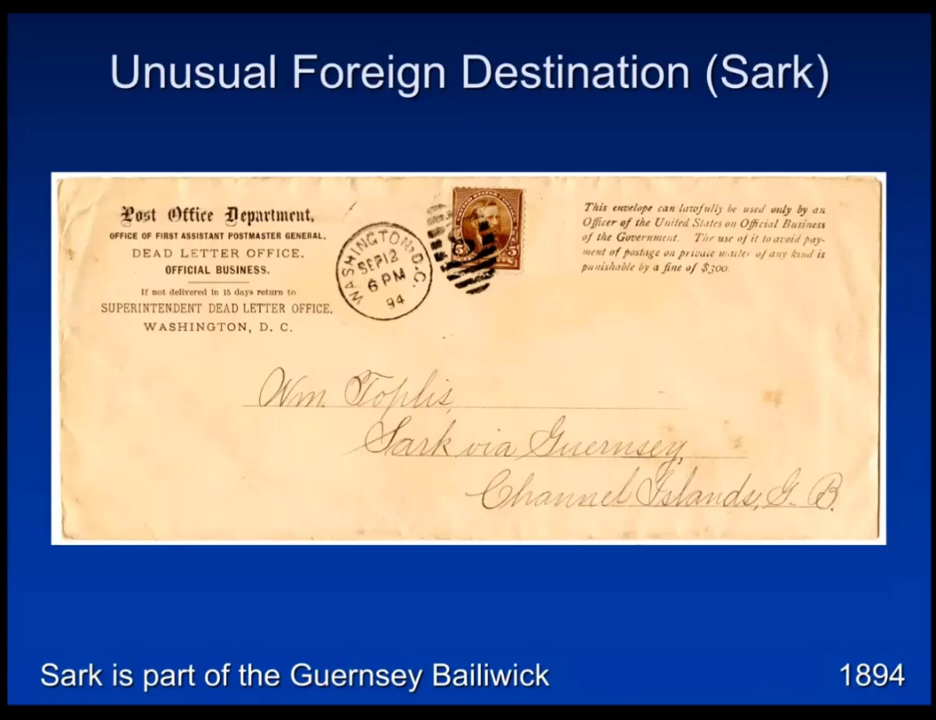 Unusual Foreign Destination (Sark)
Post Office Department,
OFFICE OF FIRST ASSISTANT POSTMASTER GENERAL,
DEAD LETTER OFFICE.
OFFICIAL BUSINESS.
If not delivered in 15 days return to
SUPERINTENDENT DEAD LETTER OFFICE,
WASHINGTON, D. C.
WASHINGTON, D.C.
SEP 12
6 PM
94
5 5
This envelope can lawfully be used only by an
Officer of the United States on Official Business
of the Government. The use of it to avoid pay-
ment of postage on private matter of any kind is
punishable by a fine of $300.
Wm. Toplis,
Sark via Guernsey,
Channel Islands, G. B.
Sark is part of the Guernsey Bailiwick
1894